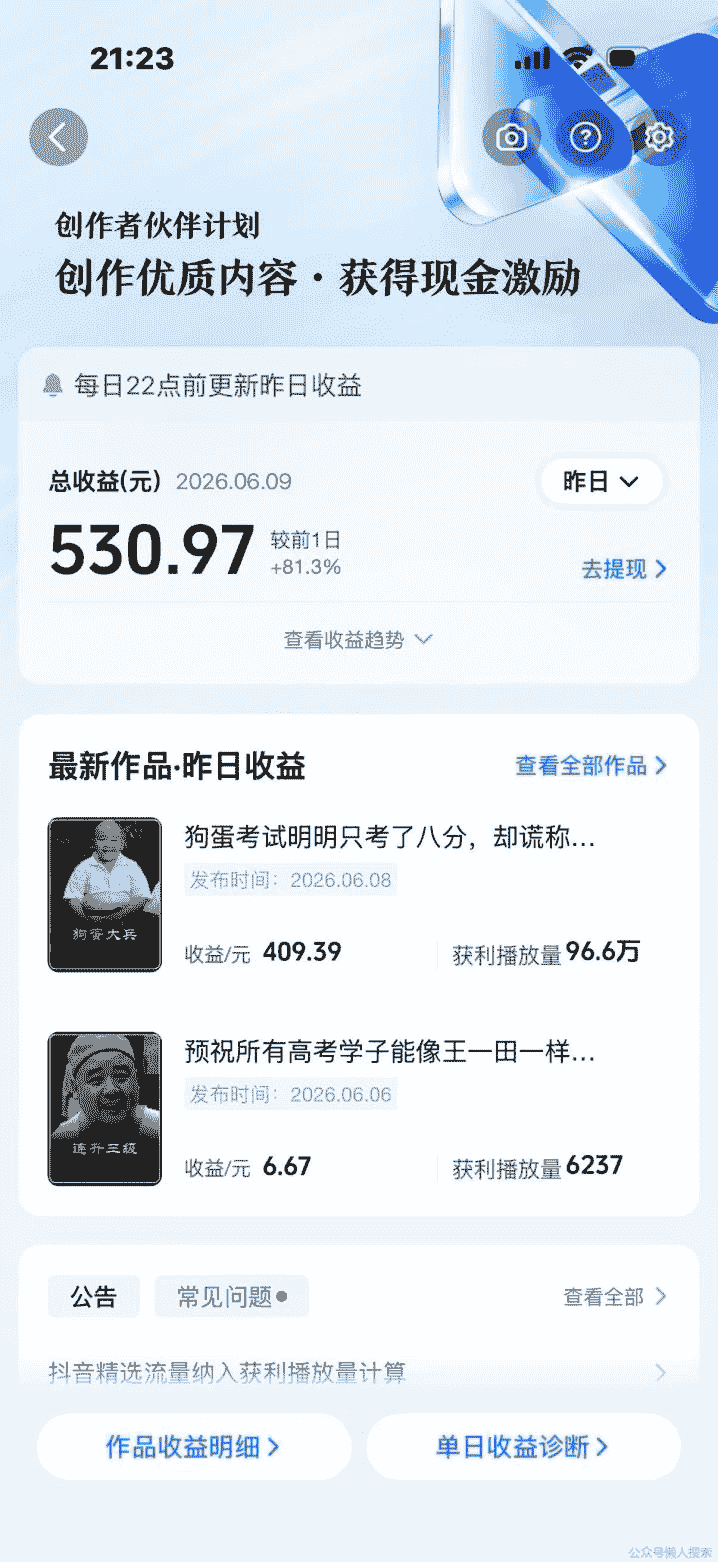 21:23
创作者伙伴计划
创作优质内容·获得现金激励
每日22点前更新昨日收益
总收益(元) 2026.06.09 昨日
530.97 较前1日 +81.3% 去提现
查看收益趋势
最新作品·昨日收益 查看全部作品
狗蛋考试明明只考了八分，却谎称...
发布时间：2026.06.08
狗蛋大兵
收益/元 409.39 获利播放量 96.6万
预祝所有高考学子能像王一田一样...
发布时间：2026.06.06
连升三级
收益/元 6.67 获利播放量 6237
公告 常见问题 查看全部
抖音精选流量纳入获利播放量计算
作品收益明细 单日收益诊断
公众号懒人搜索